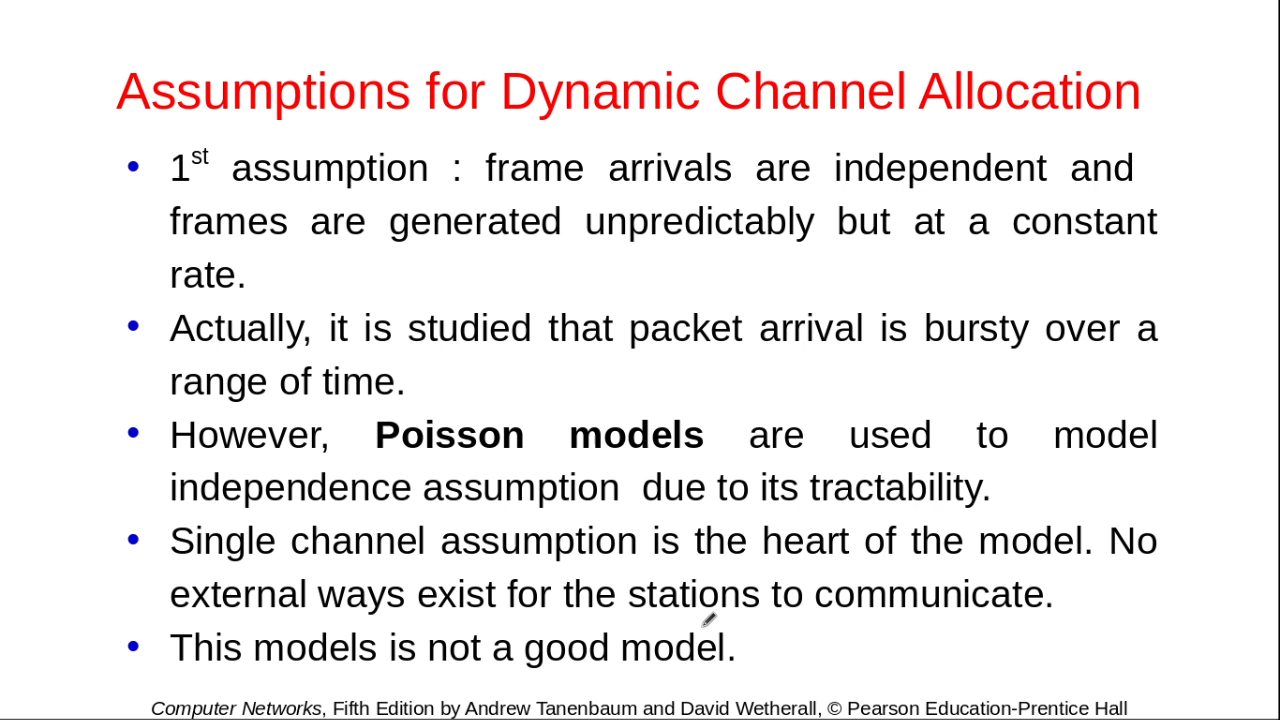 Assumptions for Dynamic Channel Allocation
• 1st assumption : frame arrivals are independent and
frames are generated unpredictably but at a constant
rate.
• Actually, it is studied that packet arrival is bursty over a
range of time.
• However, Poisson models are used to model
independence assumption due to its tractability.
• Single channel assumption is the heart of the model. No
external ways exist for the stations to communicate.
• This models is not a good model.
Computer Networks, Fifth Edition by Andrew Tanenbaum and David Wetherall, © Pearson Education-Prentice Hall